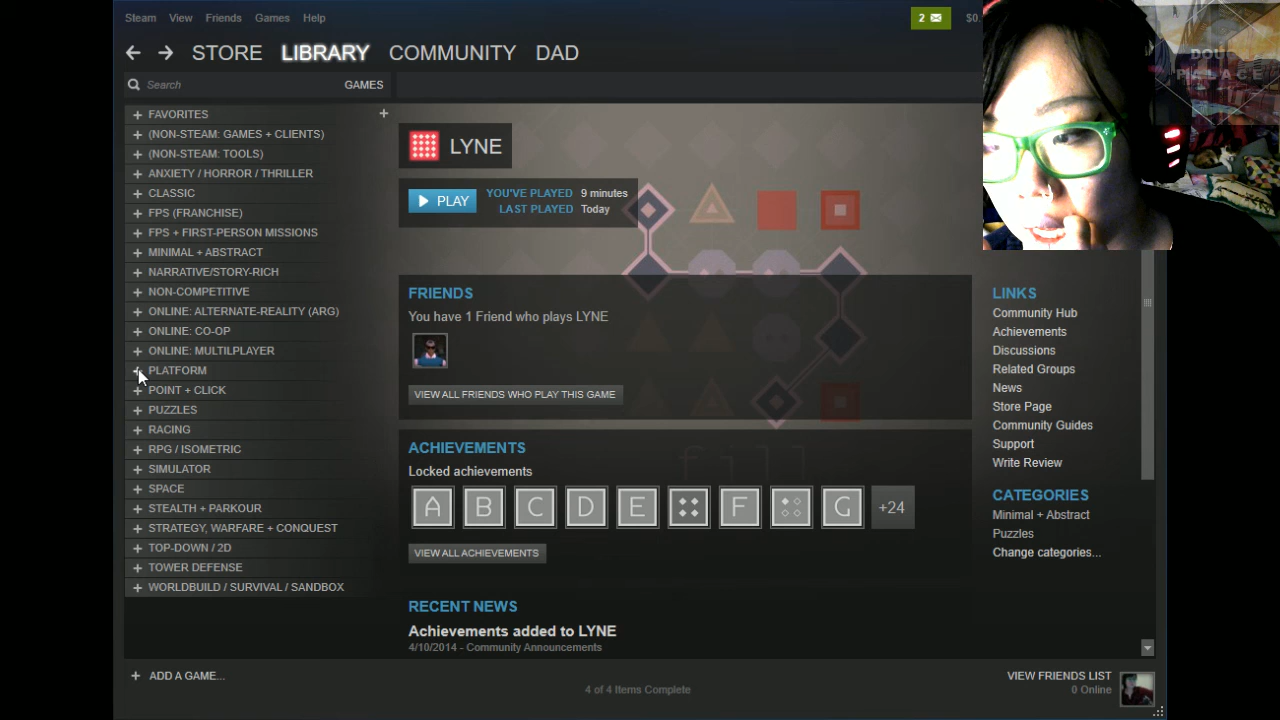 Steam View Friends Games Help
2
$0.
STORE LIBRARY COMMUNITY DAD
Search GAMES
FAVORITES
(NON-STEAM: GAMES + CLIENTS)
(NON-STEAM: TOOLS)
ANXIETY / HORROR / THRILLER
CLASSIC
FPS (FRANCHISE)
FPS + FIRST-PERSON MISSIONS
MINIMAL + ABSTRACT
NARRATIVE/STORY-RICH
NON-COMPETITIVE
ONLINE: ALTERNATE-REALITY (ARG)
ONLINE: CO-OP
ONLINE: MULTILPLAYER
PLATFORM
POINT + CLICK
PUZZLES
RACING
RPG / ISOMETRIC
SIMULATOR
SPACE
STEALTH + PARKOUR
STRATEGY, WARFARE + CONQUEST
TOP-DOWN / 2D
TOWER DEFENSE
WORLDBUILD / SURVIVAL / SANDBOX
+ ADD A GAME...
LYNE
PLAY
YOU'VE PLAYED 9 minutes
LAST PLAYED Today
FRIENDS
You have 1 Friend who plays LYNE
VIEW ALL FRIENDS WHO PLAY THIS GAME
ACHIEVEMENTS
Locked achievements
A B C D E F G +24
VIEW ALL ACHIEVEMENTS
RECENT NEWS
Achievements added to LYNE
4/10/2014 - Community Announcements
4 of 4 Items Complete
LINKS
Community Hub
Achievements
Discussions
Related Groups
News
Store Page
Community Guides
Support
Write Review
CATEGORIES
Minimal + Abstract
Puzzles
Change categories...
VIEW FRIENDS LIST
0 Online